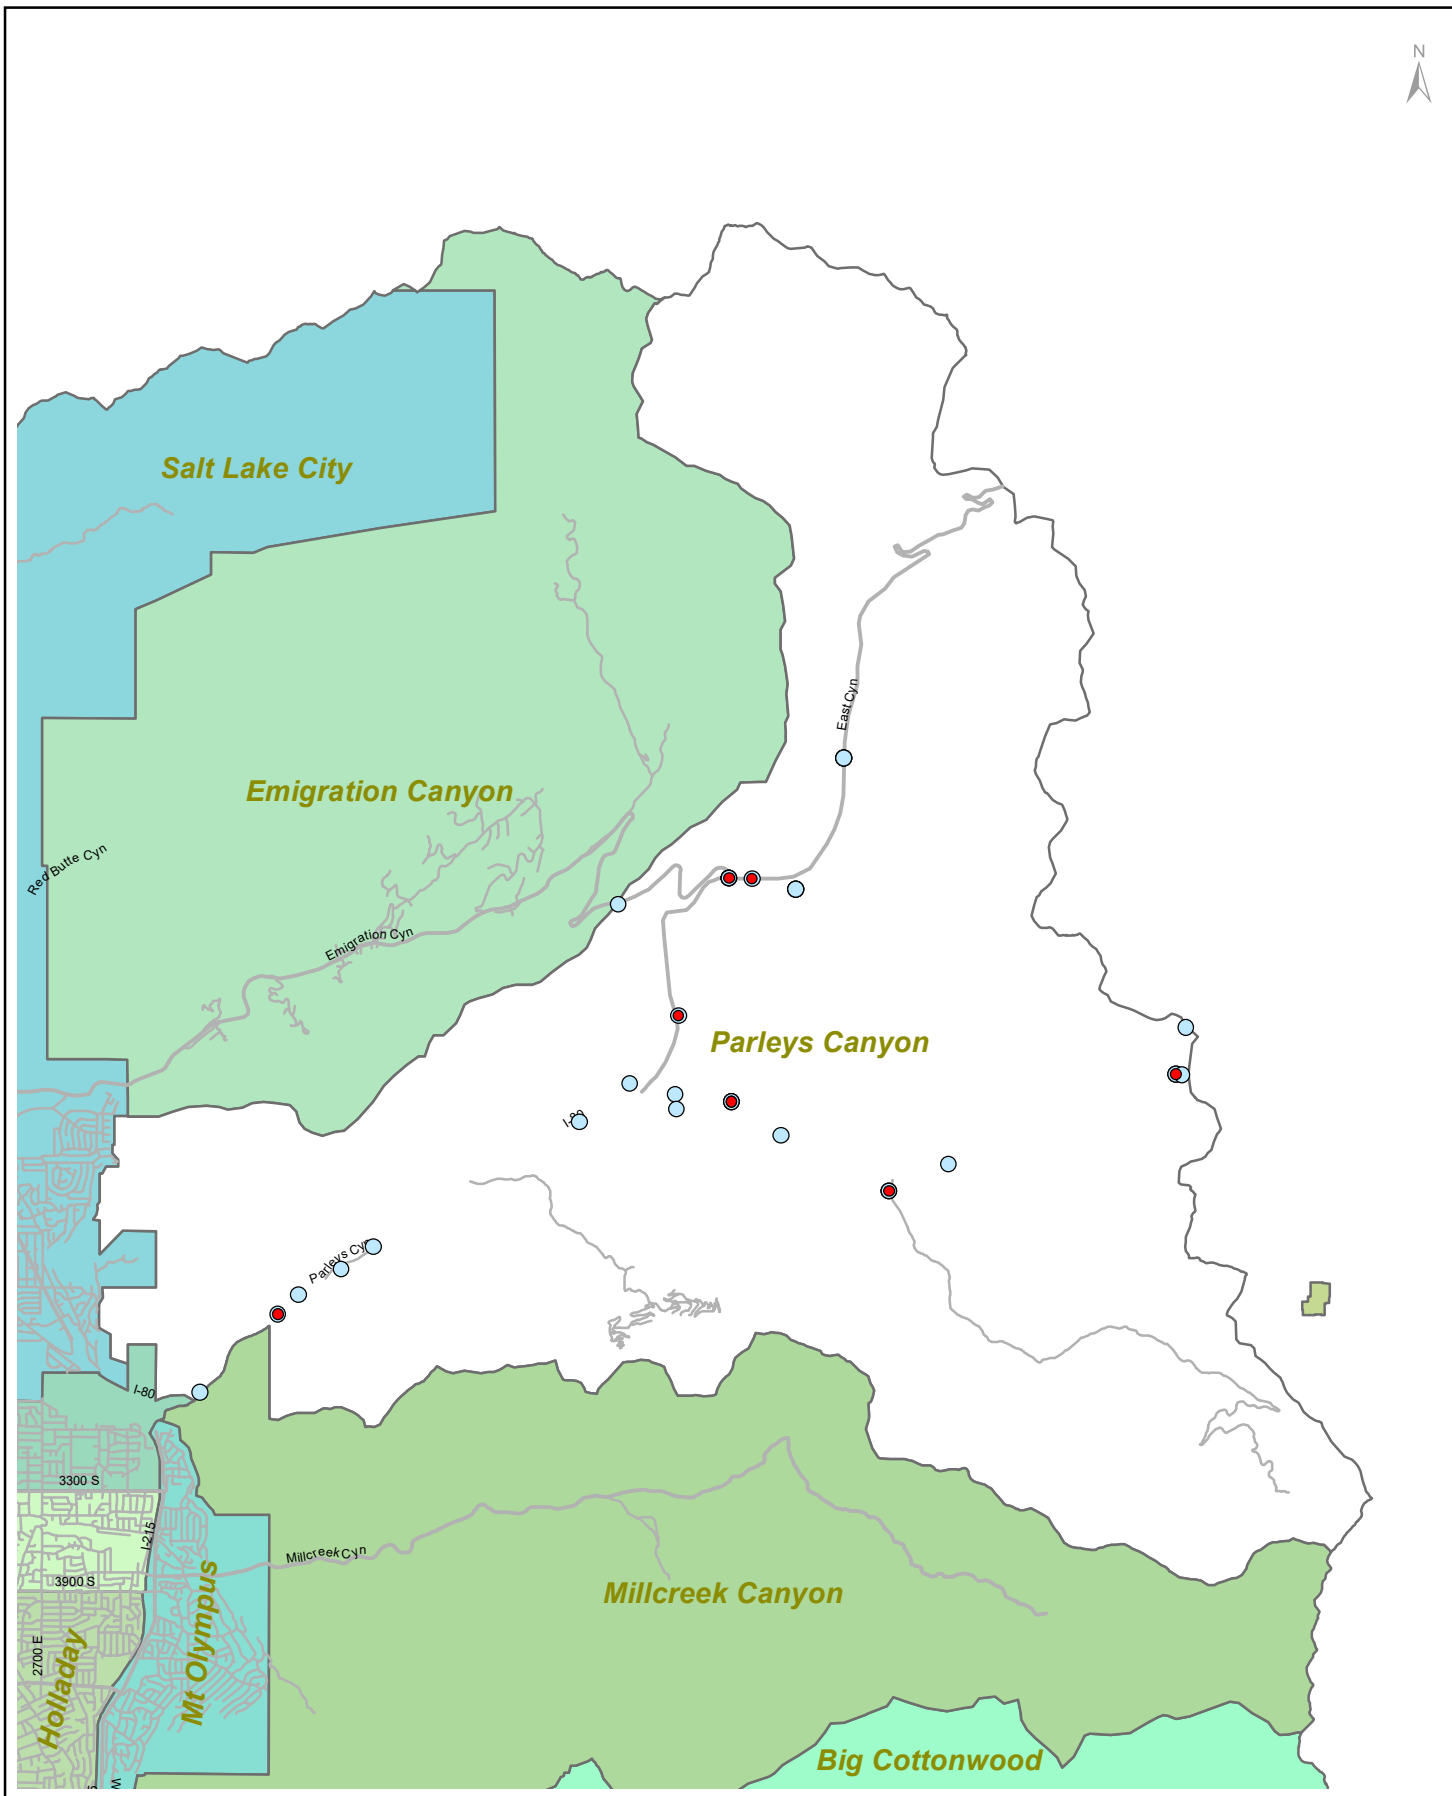 N
Salt Lake City
East Cyn
Emigration Canyon
Red Butte Cyn
Emigration Cyn
Parleys Canyon
I-80
Parleys Cyn
I-80
3300 S
I-215
Millcreek Cyn
3900 S
Millcreek Canyon
Mt Olympus
2700 E
Holladay
Big Cottonwood